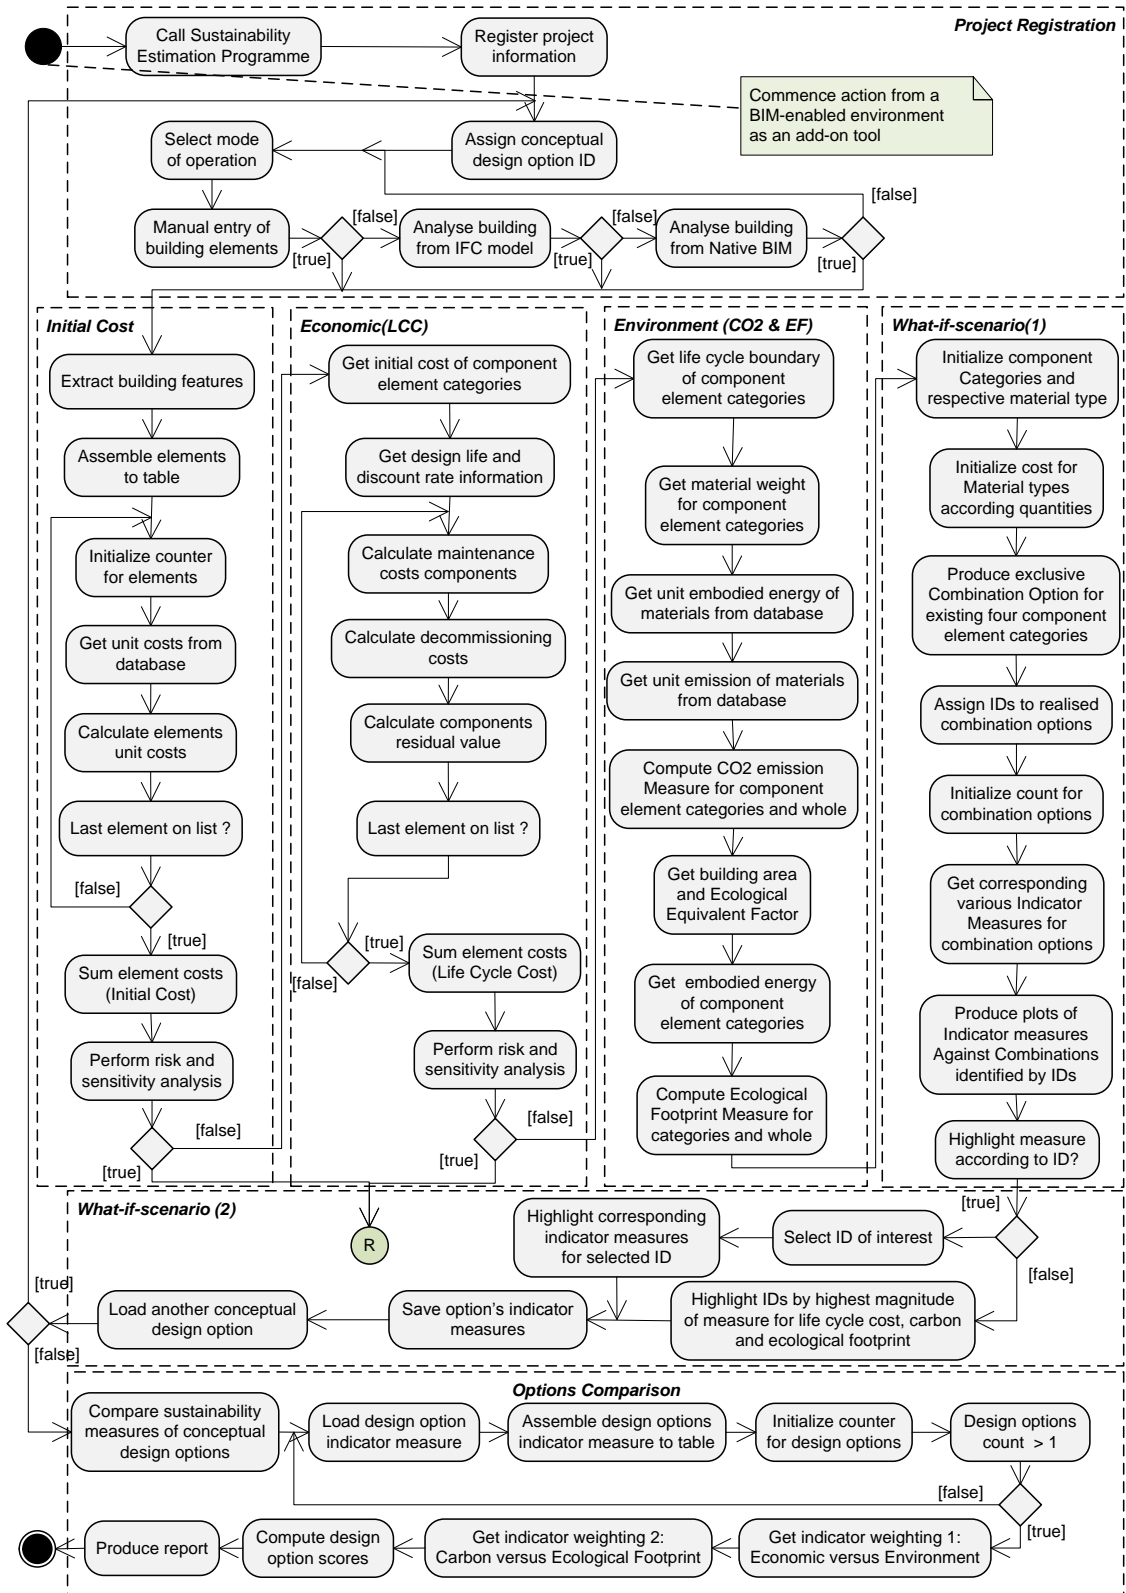 Project Registration
Call Sustainability
Estimation Programme
Register project
information
Commence action from a
BIM-enabled environment
as an add-on tool
Select mode
of operation
Assign conceptual
design option ID
[false]
Manual entry of
building elements
[false]
[true]
Analyse building
from IFC model
[false]
[true]
Analyse building
from Native BIM
[true]
Initial Cost
Extract building features
Assemble elements
to table
Initialize counter
for elements
Get unit costs from
database
Calculate elements
unit costs
Last element on list ?
[false]
[true]
Sum element costs
(Initial Cost)
Perform risk and
sensitivity analysis
[false]
[true]
Economic(LCC)
Get initial cost of component
element categories
Get design life and
discount rate information
Calculate maintenance
costs components
Calculate decommissioning
costs
Calculate components
residual value
Last element on list ?
[true]
[false]
Sum element costs
(Life Cycle Cost)
Perform risk and
sensitivity analysis
[false]
[true]
Environment (CO2 & EF)
Get life cycle boundary
of component
element categories
Get material weight
for component
element categories
Get unit embodied energy of
materials from database
Get unit emission of materials
from database
Compute CO2 emission
Measure for component
element categories and whole
Get building area
and Ecological
Equivalent Factor
Get embodied energy
of component
element categories
Compute Ecological
Footprint Measure for
categories and whole
What-if-scenario(1)
Initialize component
Categories and
respective material type
Initialize cost for
Material types
according quantities
Produce exclusive
Combination Option for
existing four component
element categories
Assign IDs to realised
combination options
Initialize count for
combination options
Get corresponding
various Indicator
Measures for
combination options
Produce plots of
Indicator measures
Against Combinations
identified by IDs
Highlight measure
according to ID?
What-if-scenario (2)
[true]
R
Highlight corresponding
indicator measures
for selected ID
Select ID of interest
[false]
[true]
Load another conceptual
design option
Save option's indicator
measures
Highlight IDs by highest magnitude
of measure for life cycle cost, carbon
and ecological footprint
[false]
Options Comparison
Compare sustainability
measures of conceptual
design options
Load design option
indicator measure
Assemble design options
indicator measure to table
Initialize counter
for design options
Design options
count > 1
[false]
[true]
Produce report
Compute design
option scores
Get indicator weighting 2:
Carbon versus Ecological Footprint
Get indicator weighting 1:
Economic versus Environment